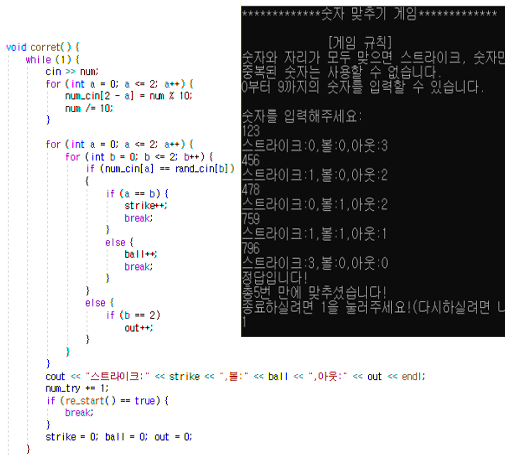 void corret() {
while (1) {
cin >> num;
for (int a = 0; a <= 2; a++) {
num_cin[2 - a] = num % 10;
num /= 10;
}
for (int a = 0; a <= 2; a++) {
for (int b = 0; b <= 2; b++) {
if (num_cin[a] == rand_cin[b])
{
if (a == b) {
strike++;
break;
}
else {
ball++;
break;
}
}
else {
if (b == 2)
out++;
}
}
}
cout << "스트라이크:" << strike << ",볼:" << ball << ",아웃:" << out << endl;
num_try += 1;
if (re_start() == true) {
break;
}
strike = 0; ball = 0; out = 0;
}
*************숫자 맞추기 게임*************
[게임 규칙]
숫자와 자리가 모두 맞으면 스트라이크, 숫자만
중복된 숫자는 사용할 수 없습니다.
0부터 9까지의 숫자를 입력할 수 있습니다.
숫자를 입력해주세요:
123
스트라이크:0,볼:0,아웃:3
456
스트라이크:1,볼:0,아웃:2
478
스트라이크:0,볼:1,아웃:2
759
스트라이크:1,볼:1,아웃:1
796
스트라이크:3,볼:0,아웃:0
정답입니다!
총5번 만에 맞추셨습니다!
종료하실려면 1을 눌러주세요!(다시하실려면
1